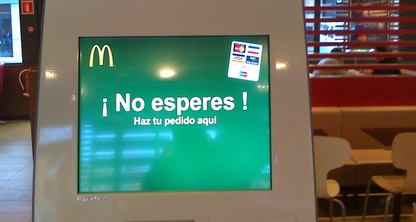 ¡ No esperes !
Haz tu pedido aquí